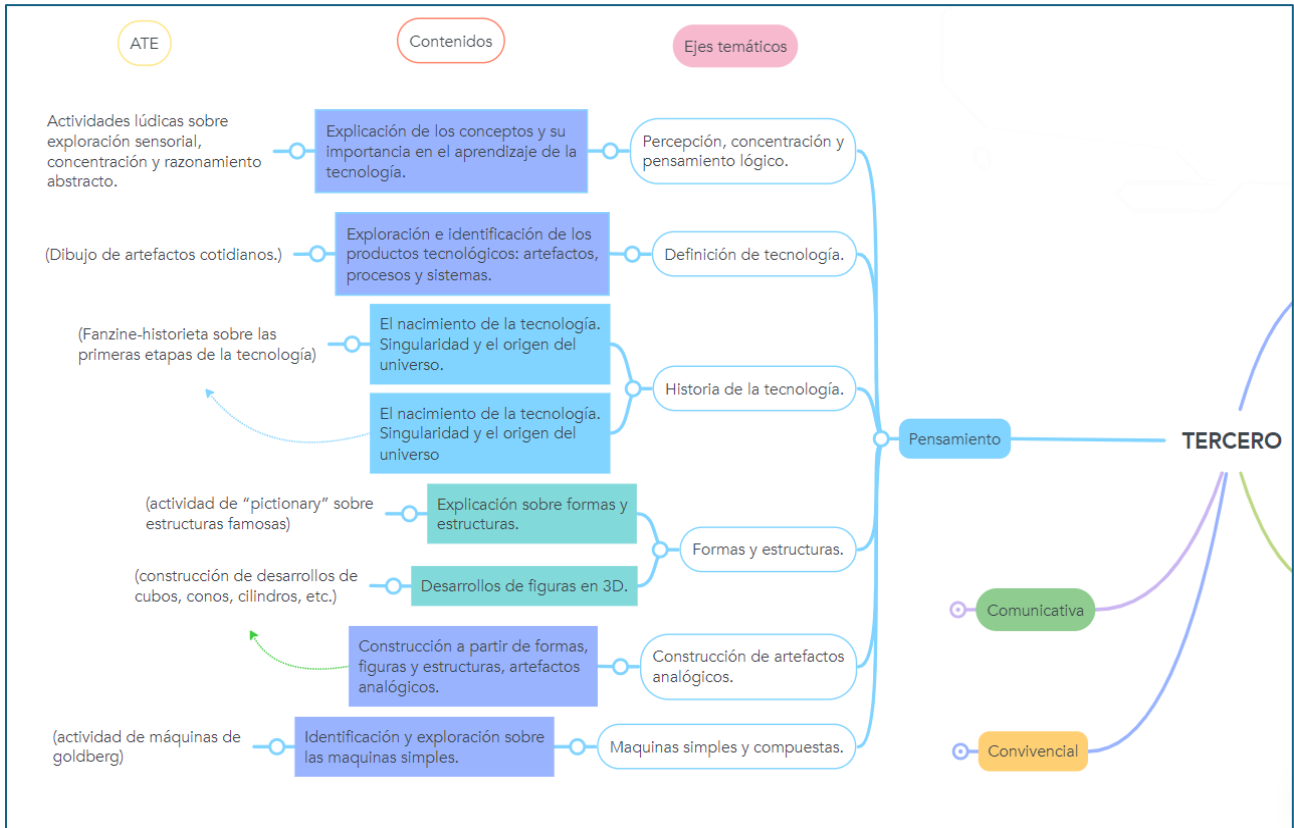 ATE
Contenidos
Ejes temáticos
Actividades lúdicas sobre
exploración sensorial,
concentración y razonamiento
abstracto.
Explicación de los conceptos y su
importancia en el aprendizaje de la
tecnología.
Percepción, concentración y
pensamiento lógico.
(Dibujo de artefactos cotidianos.)
Exploración e identificación de los
productos tecnológicos: artefactos,
procesos y sistemas.
Definición de tecnología.
(Fanzine-historieta sobre las
primeras etapas de la tecnología)
El nacimiento de la tecnología.
Singularidad y el origen del
universo.
El nacimiento de la tecnología.
Singularidad y el origen del
universo
Historia de la tecnología.
Pensamiento
TERCERO
(actividad de “pictionary” sobre
estructuras famosas)
Explicación sobre formas y
estructuras.
(construcción de desarrollos de
cubos, conos, cilindros, etc.)
Desarrollos de figuras en 3D.
Formas y estructuras.
Construcción a partir de formas,
figuras y estructuras, artefactos
analógicos.
Construcción de artefactos
analógicos.
(actividad de máquinas de
goldberg)
Identificación y exploración sobre
las maquinas simples.
Maquinas simples y compuestas.
Comunicativa
Convivencial